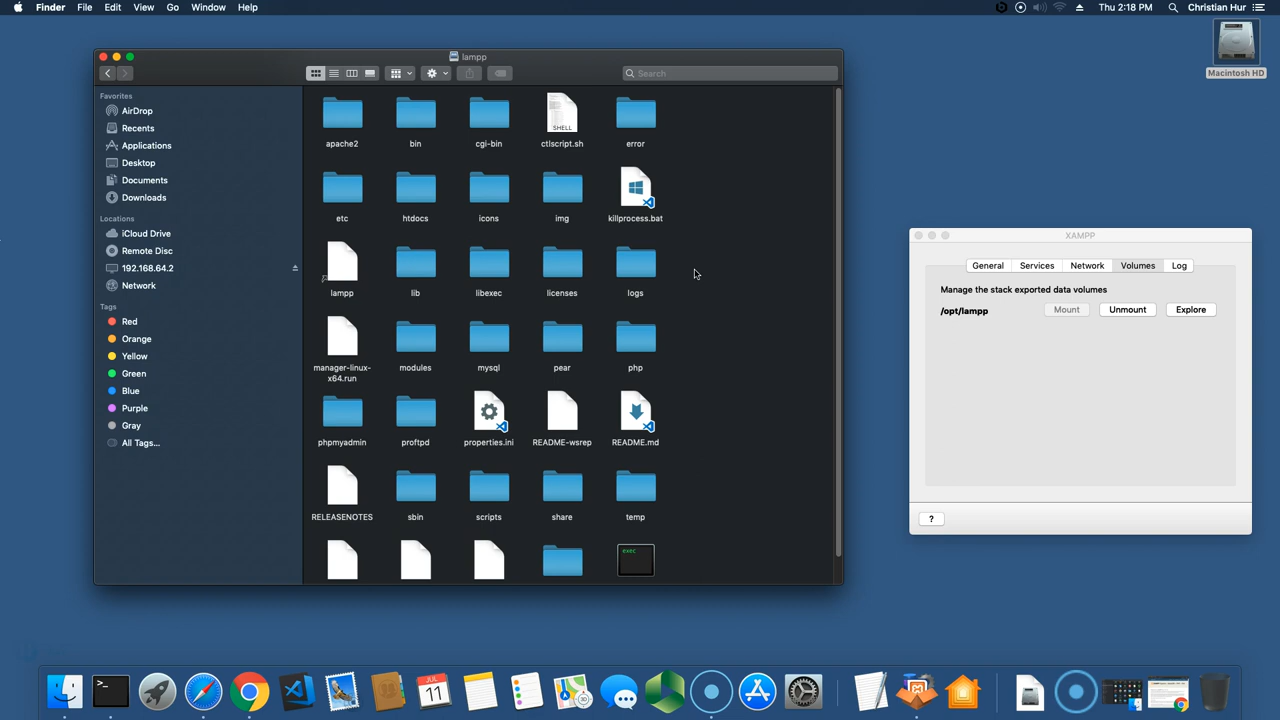 Finder File Edit View Go Window Help
Thu 2:18 PM Christian Hur
Macintosh HD
lampp
Search
Favorites
AirDrop
Recents
Applications
Desktop
Documents
Downloads
Locations
iCloud Drive
Remote Disc
192.168.64.2
Network
Tags
Red
Orange
Yellow
Green
Blue
Purple
Gray
All Tags...
SHELL
apache2 bin cgi-bin ctlscript.sh error
etc htdocs icons img killprocess.bat
lampp lib libexec licenses logs
manager-linux-
x64.run
modules mysql pear php
phpmyadmin proftpd properties.ini README-wsrep README.md
RELEASENOTES sbin scripts share temp
exec
XAMPP
General Services Network Volumes Log
Manage the stack exported data volumes
/opt/lampp Mount Unmount Explore
?
JUL
11